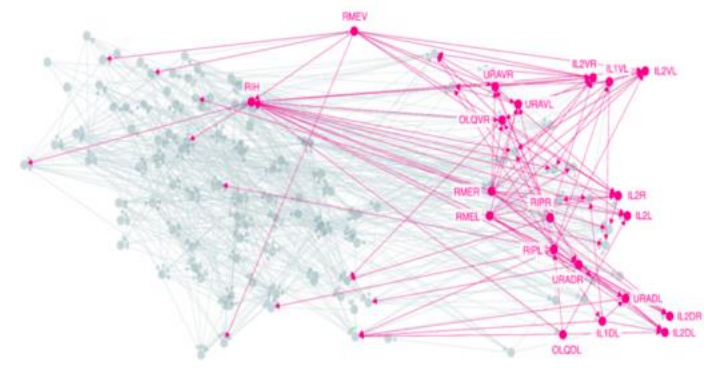 RMEV
IL2VR
IL1VL
IL2VL
URAVR
RIH
URAVL
OLQVR
RMER
RIPR
IL2R
RMEL
IL2L
RIPL
URADR
URADL
IL2DR
IL1DL
IL2DL
OLQDL